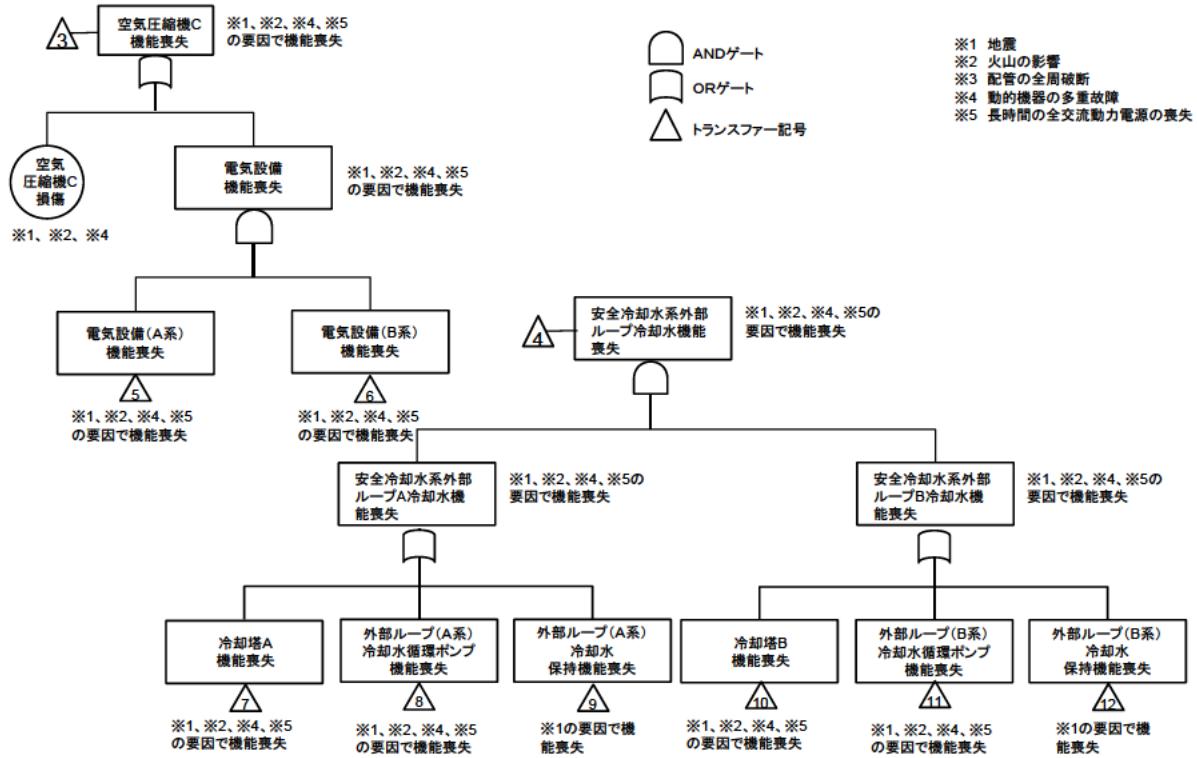 3
空気圧縮機C
機能喪失
※1、※2、※4、※5
の要因で機能喪失
ANDゲート
ORゲート
トランスファー記号
※1 地震
※2 火山の影響
※3 配管の全周破断
※4 動的機器の多重故障
※5 長時間の全交流動力電源の喪失
空気
圧縮機C
損傷
※1、※2、※4
電気設備
機能喪失
※1、※2、※4、※5
の要因で機能喪失
電気設備(A系)
機能喪失
5
※1、※2、※4、※5
の要因で機能喪失
電気設備(B系)
機能喪失
6
※1、※2、※4、※5
の要因で機能喪失
4
安全冷却水系外部
ループ冷却水機能
喪失
※1、※2、※4、※5の
要因で機能喪失
安全冷却水系外部
ループA冷却水機
能喪失
※1、※2、※4、※5の
要因で機能喪失
安全冷却水系外部
ループB冷却水機
能喪失
※1、※2、※4、※5の
要因で機能喪失
冷却塔A
機能喪失
7
※1、※2、※4、※5
の要因で機能喪失
外部ループ(A系)
冷却水循環ポンプ
機能喪失
8
※1、※2、※4、※5
の要因で機能喪失
外部ループ(A系)
冷却水
保持機能喪失
9
※1の要因で機
能喪失
冷却塔B
機能喪失
10
※1、※2、※4、※5
の要因で機能喪失
外部ループ(B系)
冷却水循環ポンプ
機能喪失
11
※1、※2、※4、※5
の要因で機能喪失
外部ループ(B系)
冷却水
保持機能喪失
12
※1の要因で機
能喪失